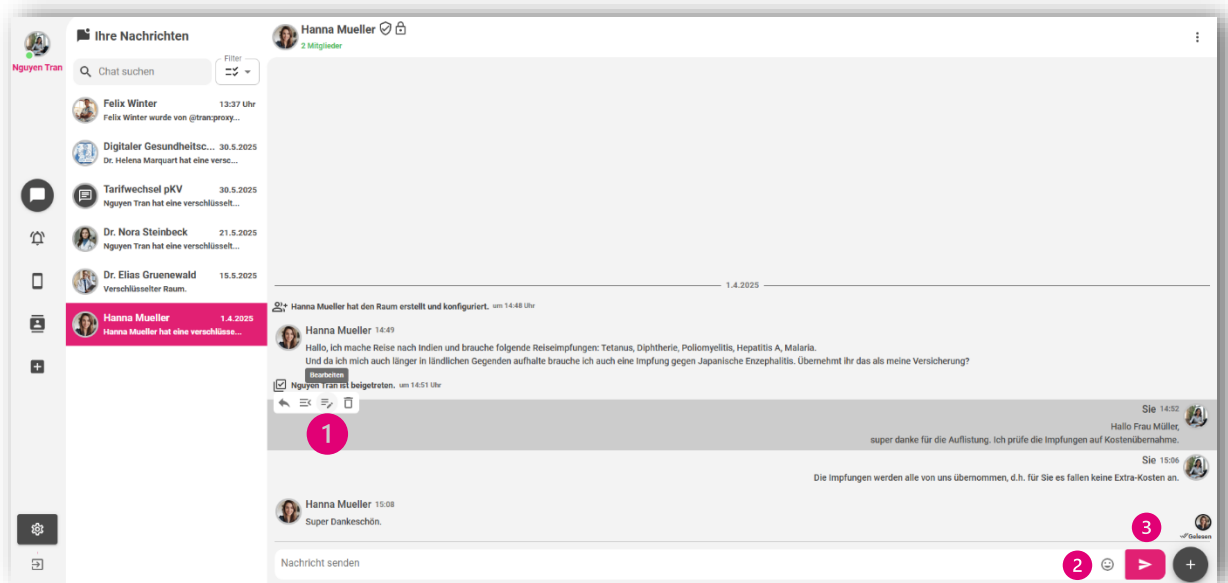 Nguyen Tran
Ihre Nachrichten
Chat suchen
Filter
Felix Winter 13:37 Uhr
Felix Winter wurde von @tran:proxy...
Digitaler Gesundheitsc... 30.5.2025
Dr. Helena Marquart hat eine versc...
Tarifwechsel pKV 30.5.2025
Nguyen Tran hat eine verschlüsselt...
Dr. Nora Steinbeck 21.5.2025
Nguyen Tran hat eine verschlüsselt...
Dr. Elias Gruenewald 15.5.2025
Verschlüsselter Raum.
Hanna Mueller 1.4.2025
Hanna Mueller hat eine verschlüsse...
Hanna Mueller
2 Mitglieder
1.4.2025
Hanna Mueller hat den Raum erstellt und konfiguriert. um 14:48 Uhr
Hanna Mueller 14:49
Hallo, ich mache Reise nach Indien und brauche folgende Reiseimpfungen: Tetanus, Diphtherie, Poliomyelitis, Hepatitis A, Malaria.
Und da ich mich auch länger in ländlichen Gegenden aufhalte brauche ich auch eine Impfung gegen Japanische Enzephalitis. Übernehmt ihr das als meine Versicherung?
Bearbeiten
Nguyen Tran ist beigetreten. um 14:51 Uhr
1
Sie 14:52
Hallo Frau Müller,
super danke für die Auflistung. Ich prüfe die Impfungen auf Kostenübernahme.
Sie 15:06
Die Impfungen werden alle von uns übernommen, d.h. für Sie es fallen keine Extra-Kosten an.
Hanna Mueller 15:08
Super Dankeschön.
Gelesen
3
Nachricht senden
2